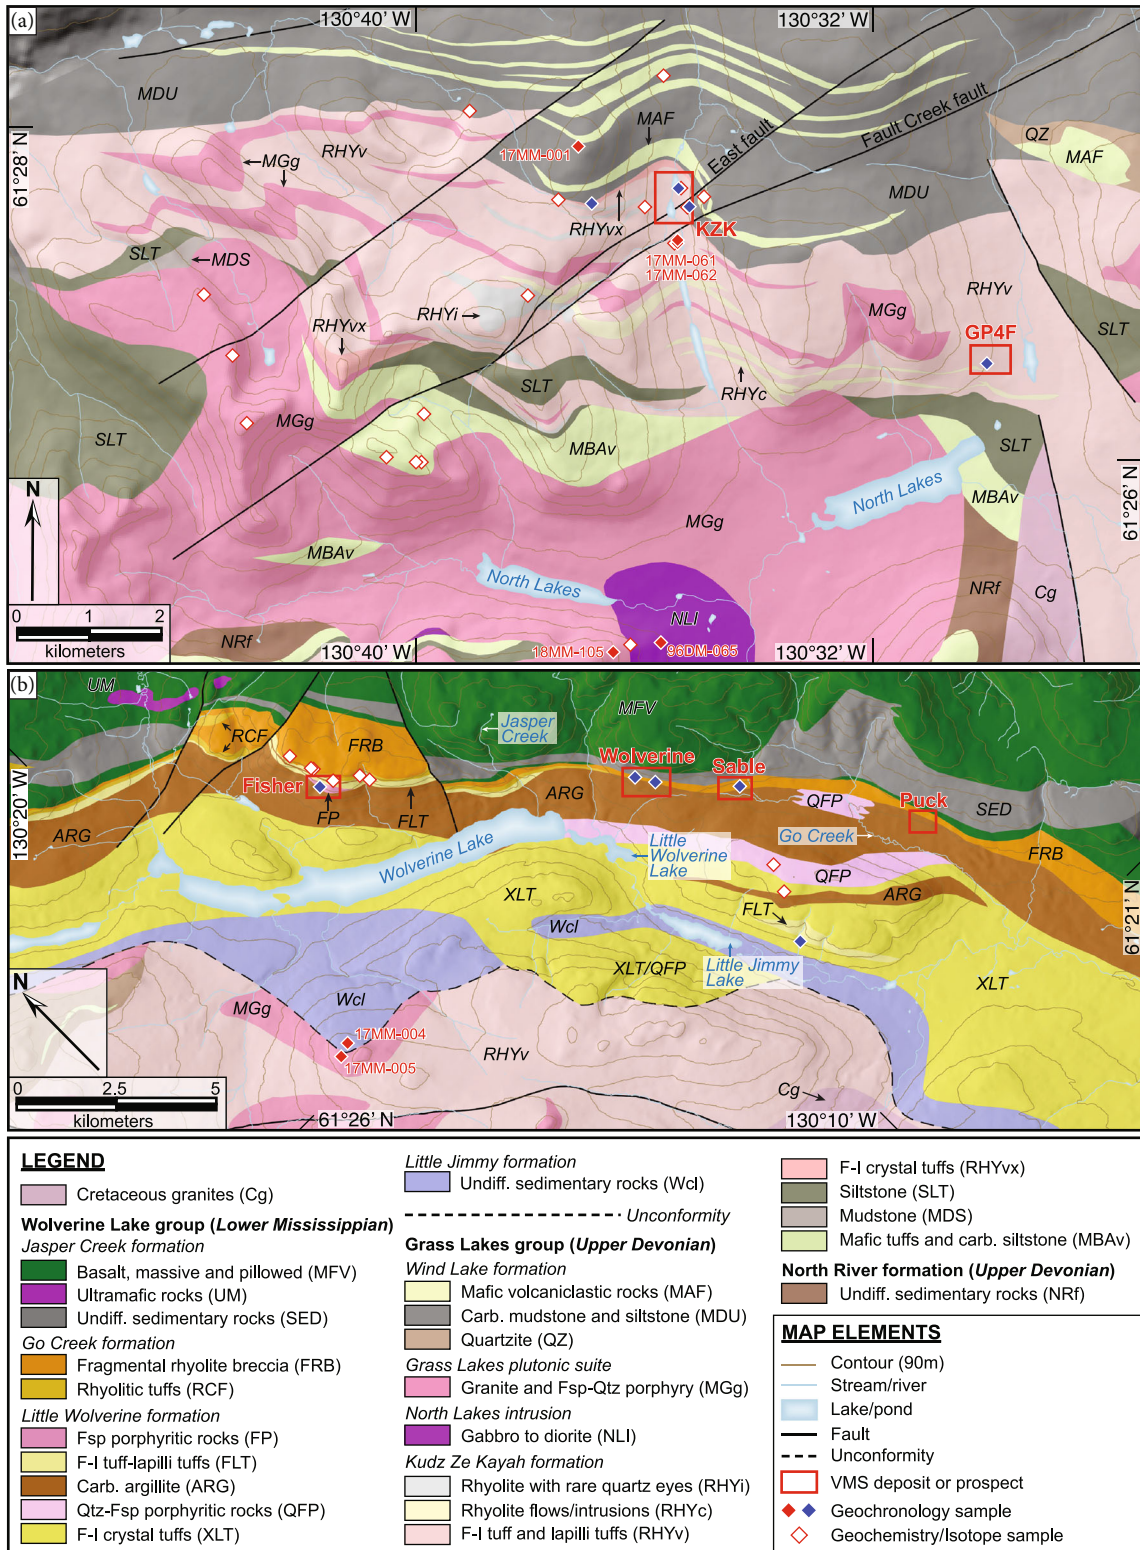 (a)
130°40’ W
130°32’ W
MDU
MAF
17MM-001
East fault
Fault Creek fault
QZ
MAF
61°28’ N
MGg
RHYv
MDU
RHYvx
KZK
17MM-061
17MM-062
SLT
MDS
RHYvx
RHYi
RHYv
MGg
GP4F
SLT
RHYc
SLT
SLT
MGg
MBAv
SLT
MBAv
North Lakes
61°26’ N
N
MGg
MBAv
North Lakes
NRf
Cg
0 1 2
kilometers
NRf
NLI
130°40’ W
18MM-105
96DM-065
130°32’ W
(b)
UM
RCF
FRB
Jasper
Creek
MFV
Fisher
Wolverine
Sable
QFP
Puck
SED
130°20’ W
ARG
FP
FLT
ARG
Go Creek
FRB
Wolverine Lake
Little
Wolverine
Lake
QFP
ARG
61°21’ N
XLT
FLT
Wcl
XLT/QFP
Little Jimmy
Lake
XLT
N
MGg
Wcl
17MM-004
17MM-005
RHYv
Cg
0 2.5 5
kilometers
61°26’ N
130°10’ W
LEGEND
Cretaceous granites (Cg)
Wolverine Lake group (Lower Mississippian)
Jasper Creek formation
Basalt, massive and pillowed (MFV)
Ultramafic rocks (UM)
Undiff. sedimentary rocks (SED)
Go Creek formation
Fragmental rhyolite breccia (FRB)
Rhyolitic tuffs (RCF)
Little Wolverine formation
Fsp porphyritic rocks (FP)
F-I tuff-lapilli tuffs (FLT)
Carb. argillite (ARG)
Qtz-Fsp porphyritic rocks (QFP)
F-I crystal tuffs (XLT)
Little Jimmy formation
Undiff. sedimentary rocks (Wcl)
Unconformity
Grass Lakes group (Upper Devonian)
Wind Lake formation
Mafic volcaniclastic rocks (MAF)
Carb. mudstone and siltstone (MDU)
Quartzite (QZ)
Grass Lakes plutonic suite
Granite and Fsp-Qtz porphyry (MGg)
North Lakes intrusion
Gabbro to diorite (NLI)
Kudz Ze Kayah formation
Rhyolite with rare quartz eyes (RHYi)
Rhyolite flows/intrusions (RHYc)
F-I tuff and lapilli tuffs (RHYv)
F-I crystal tuffs (RHYvx)
Siltstone (SLT)
Mudstone (MDS)
Mafic tuffs and carb. siltstone (MBAv)
North River formation (Upper Devonian)
Undiff. sedimentary rocks (NRf)
MAP ELEMENTS
Contour (90m)
Stream/river
Lake/pond
Fault
Unconformity
VMS deposit or prospect
Geochronology sample
Geochemistry/Isotope sample